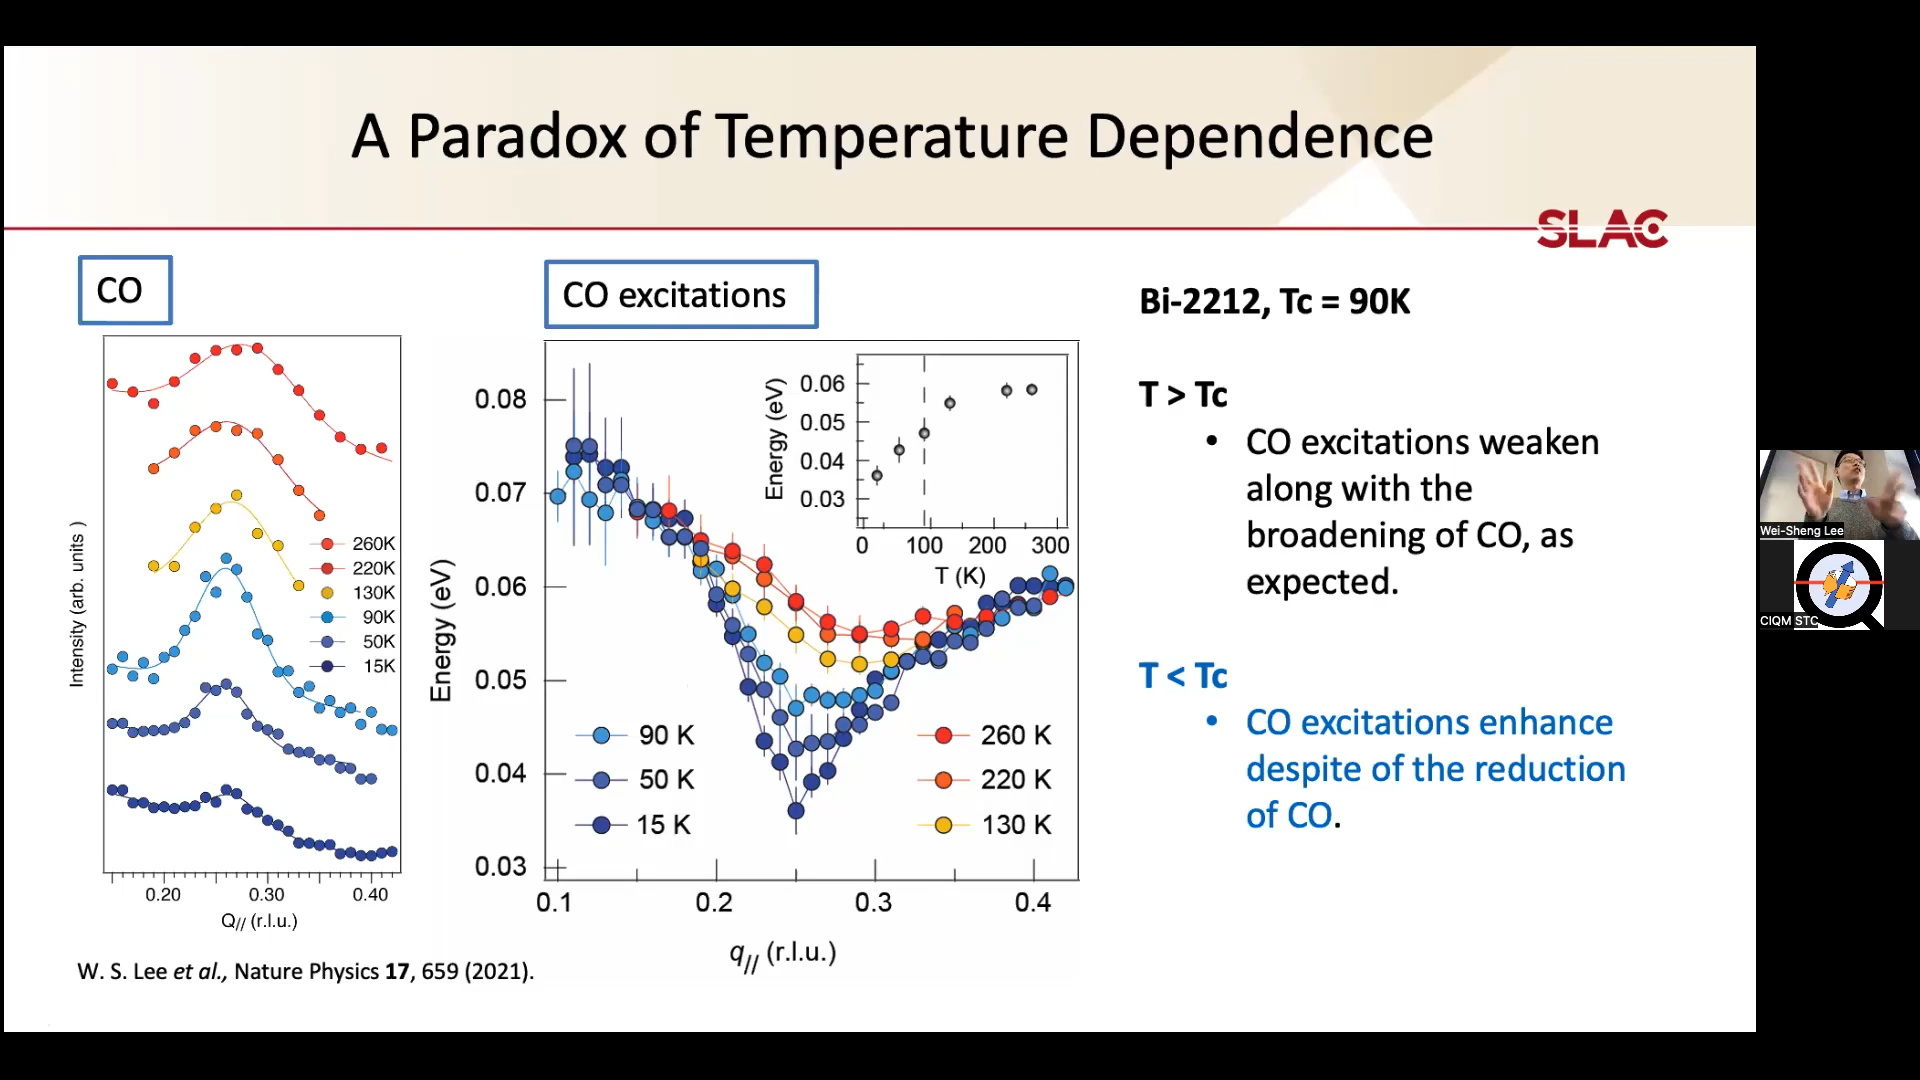 A Paradox of Temperature Dependence
SLAC
CO
CO excitations
Intensity (arb. units )
260K
220K
130K
90K
50K
15K
0.20 0.30 0.40
Q// (r.l.u.)
Energy (eV)
0.08
0.07
0.06
0.05
0.04
0.03
0.1 0.2 0.3 0.4
q// (r.l.u.)
90 K
50 K
15 K
260 K
220 K
130 K
Energy (eV)
0.06
0.05
0.04
0.03
0 100 200 300
T (K)
W. S. Lee et al., Nature Physics 17, 659 (2021).
Bi-2212, Tc = 90K
T > Tc
• CO excitations weaken
along with the
broadening of CO, as
expected.
T < Tc
• CO excitations enhance
despite of the reduction
of CO.
Wei-Sheng Lee
CIQM STC